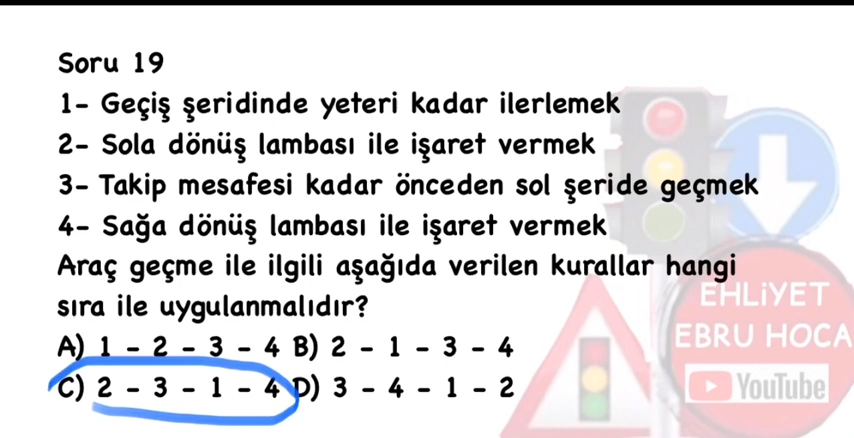 Soru 19
1- Geçiş şeridinde yeteri kadar ilerlemek
2- Sola dönüş lambası ile işaret vermek
3- Takip mesafesi kadar önceden sol şeride geçmek
4- Sağa dönüş lambası ile işaret vermek
Araç geçme ile ilgili aşağıda verilen kurallar hangi
sıra ile uygulanmalıdır?
A) 1 - 2 - 3 - 4 B) 2 - 1 - 3 - 4
C) 2 - 3 - 1 - 4 D) 3 - 4 - 1 - 2
EHLİYET
EBRU HOCA
YouTube